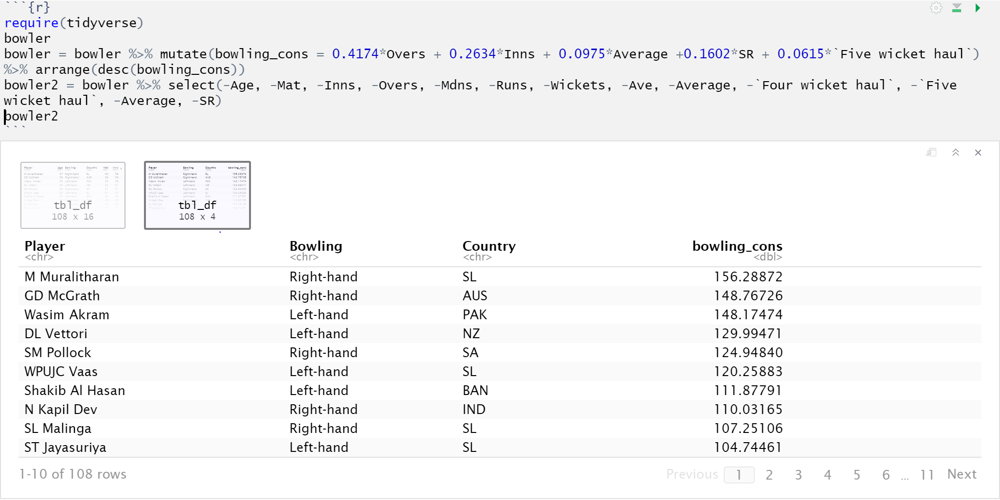 ```{r}
require(tidyverse)
bowler
bowler = bowler %>% mutate(bowling_cons = 0.4174*Overs + 0.2634*Inns + 0.0975*Average +0.1602*SR + 0.0615*`Five wicket haul`)
%>% arrange(desc(bowling_cons))
bowler2 = bowler %>% select(-Age, -Mat, -Inns, -Overs, -Mdns, -Runs, -Wickets, -Ave, -Average, -`Four wicket haul`, -`Five
wicket haul`, -Average, -SR)
bowler2
```
tbl_df
108 x 16
tbl_df
108 x 4
Player Bowling Country bowling_cons
<chr> <chr> <chr> <dbl>
M Muralitharan Right-hand SL 156.28872
GD McGrath Right-hand AUS 148.76726
Wasim Akram Left-hand PAK 148.17474
DL Vettori Left-hand NZ 129.99471
SM Pollock Right-hand SA 124.94840
WPUJC Vaas Left-hand SL 120.25883
Shakib Al Hasan Left-hand BAN 111.87791
N Kapil Dev Right-hand IND 110.03165
SL Malinga Right-hand SL 107.25106
ST Jayasuriya Left-hand SL 104.74461
1-10 of 108 rows Previous 1 2 3 4 5 6 ... 11 Next